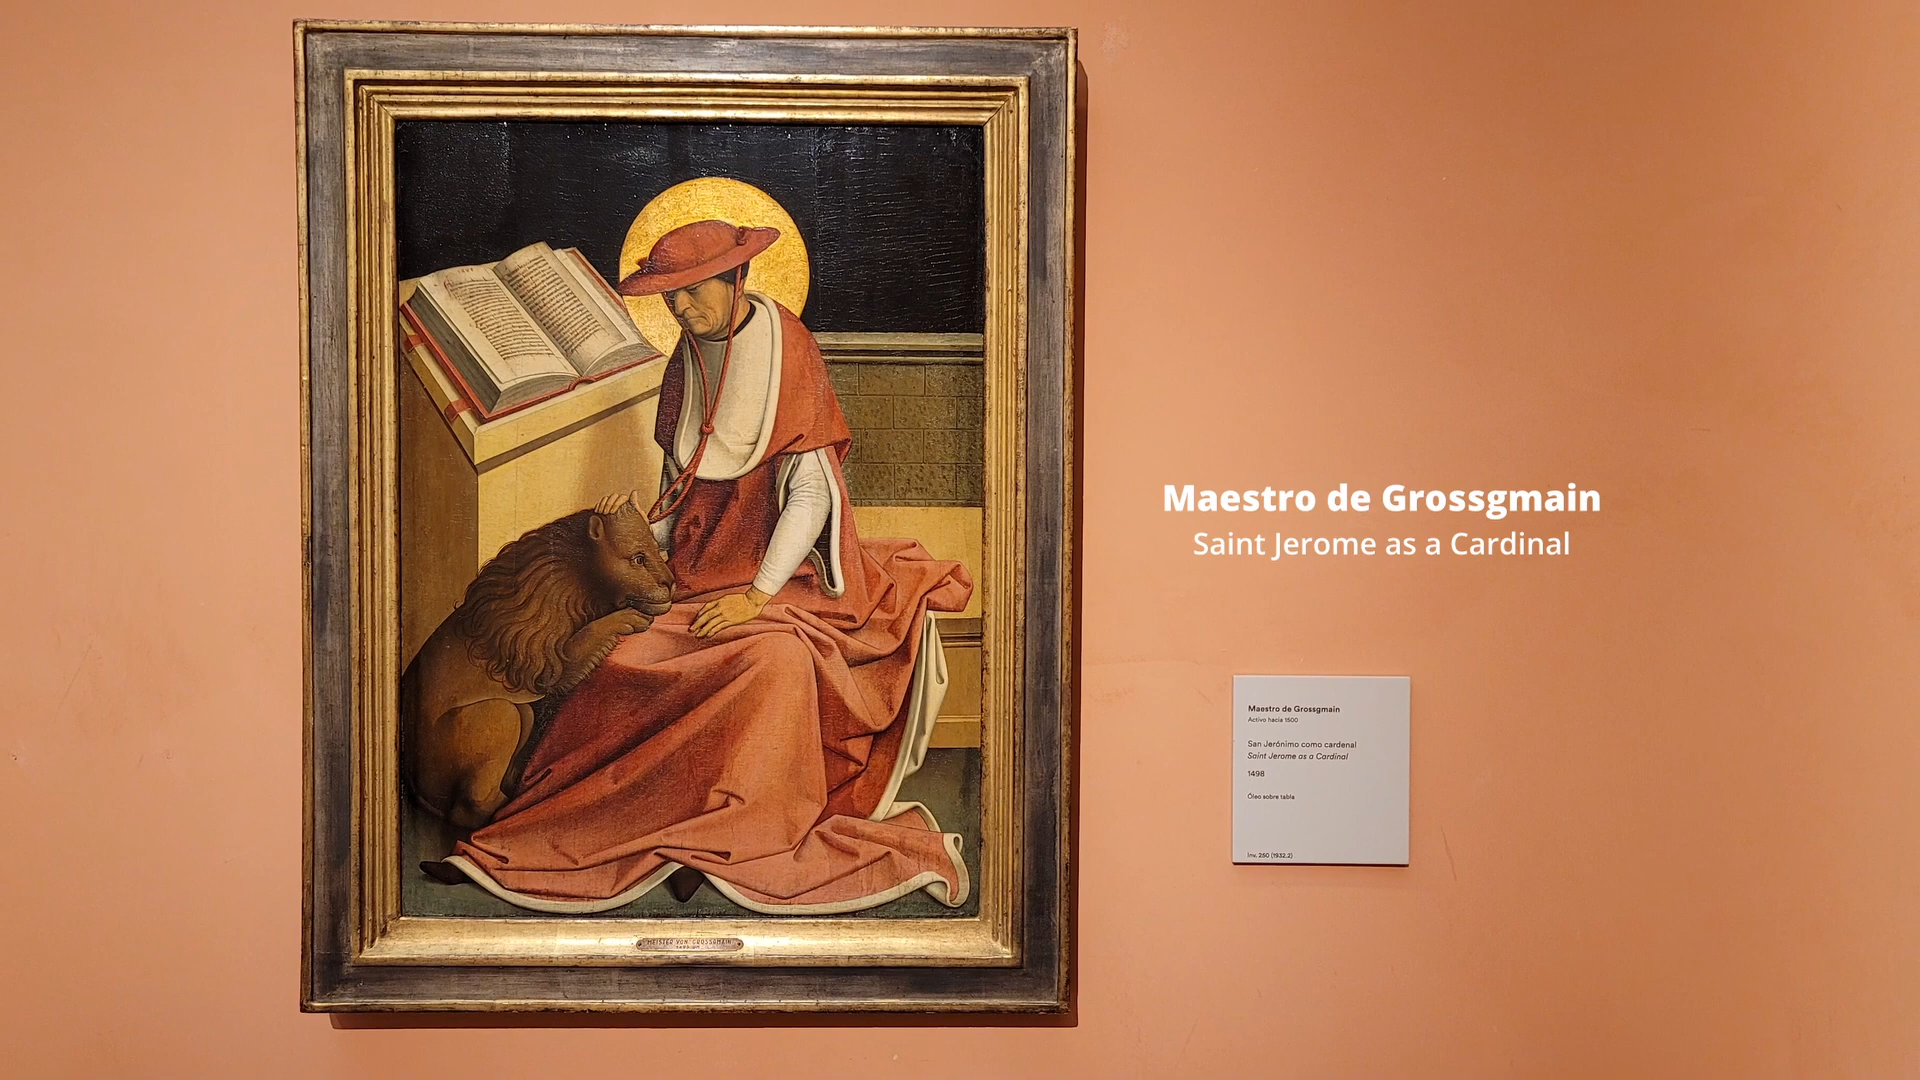 Maestro de Grossgmain
Saint Jerome as a Cardinal
Maestro de Grossgmain
Activo hacia 1500
San Jerónimo como cardenal
Saint Jerome as a Cardinal
1498
Óleo sobre tabla
Inv. 250 (1932.2)
MEISTER VON GROSSGMAIN